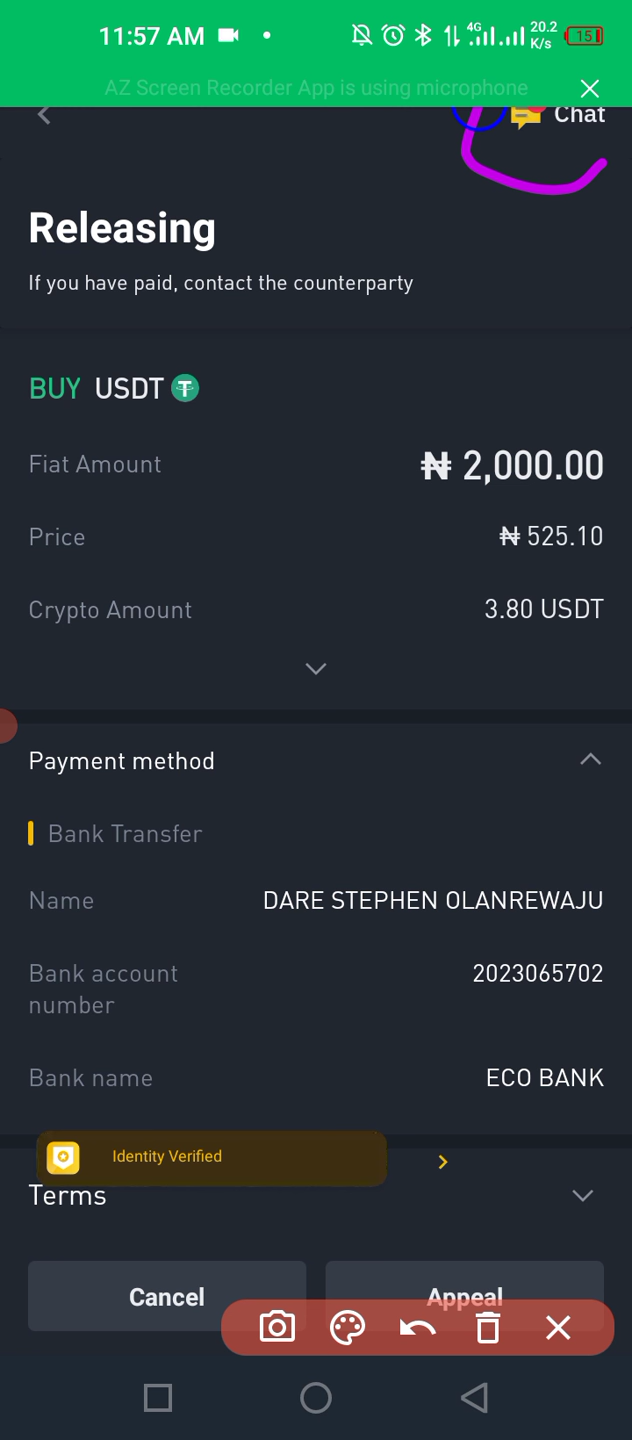 11:57 AM 4G 20.2 K/s 15
AZ Screen Recorder App is using microphone
Chat
Releasing
If you have paid, contact the counterparty
BUY USDT
Fiat Amount ₦ 2,000.00
Price ₦ 525.10
Crypto Amount 3.80 USDT
Payment method
Bank Transfer
Name DARE STEPHEN OLANREWAJU
Bank account number 2023065702
Bank name ECO BANK
Identity Verified
Terms
Cancel Appeal